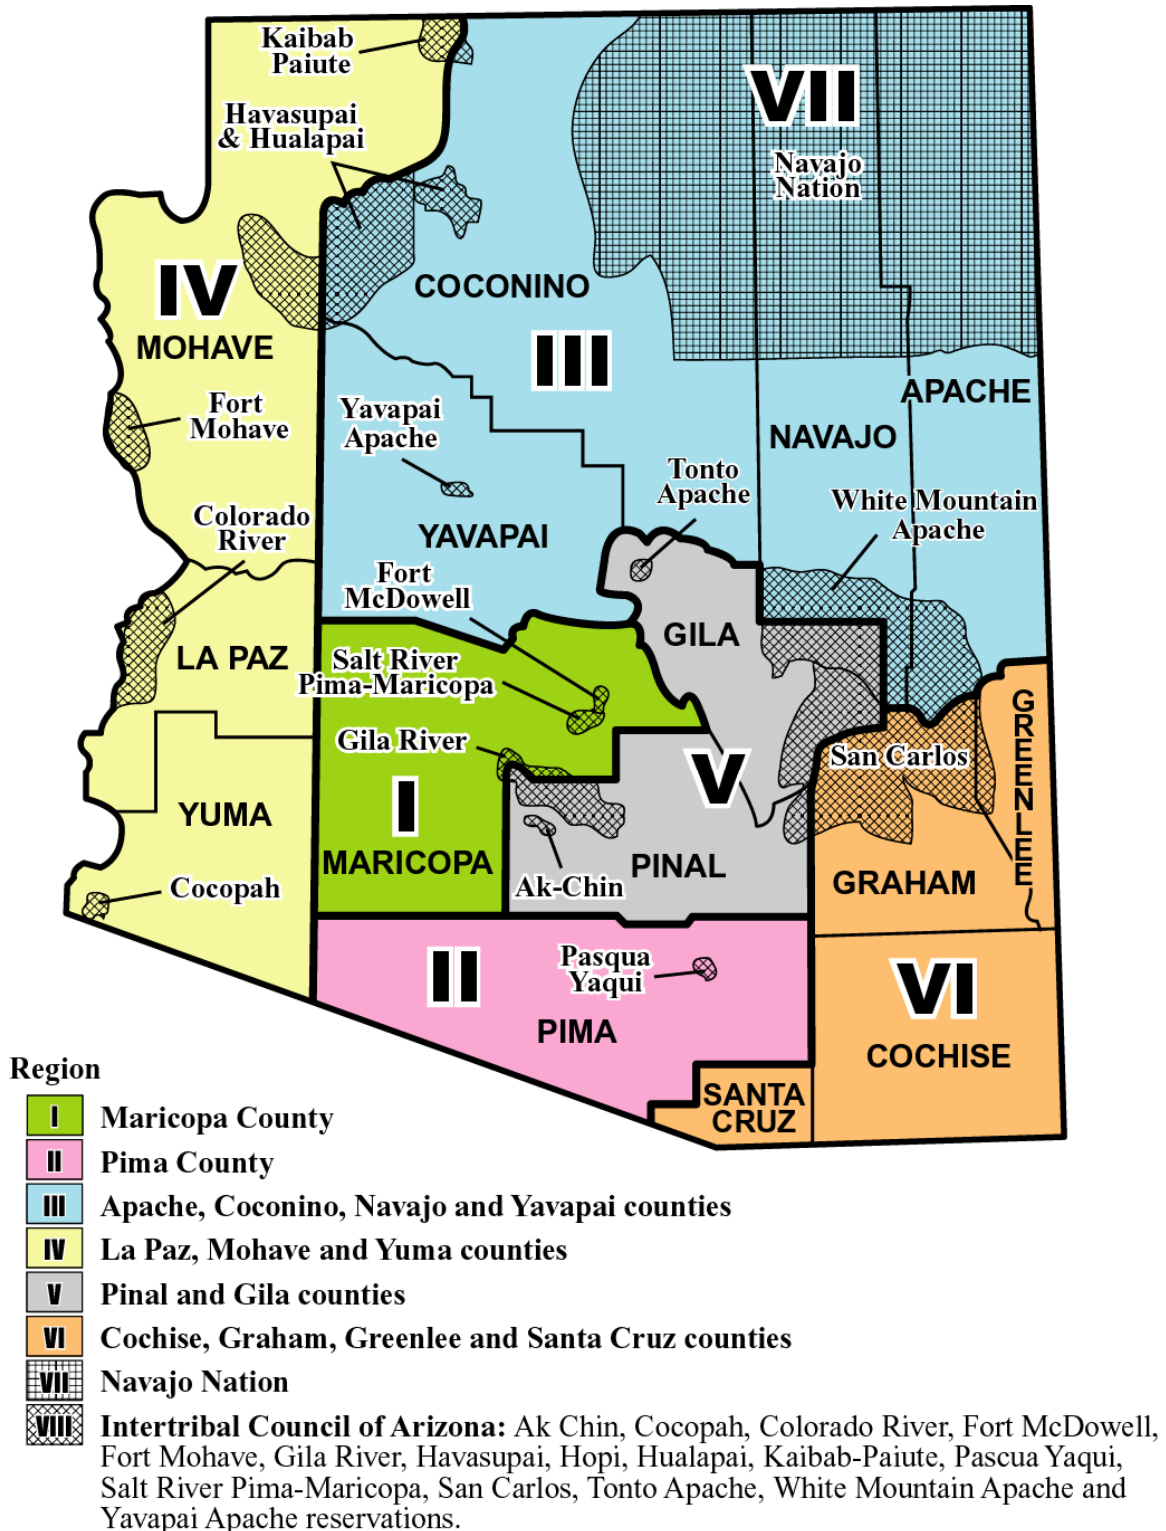 Kaibab
Paiute
Havasupai
& Hualapai
VII
Navajo
Nation
IV
MOHAVE
COCONINO
III
Fort
Mohave
Yavapai
Apache
APACHE
NAVAJO
Tonto
Apache
White Mountain
Apache
Colorado
River
YAVAPAI
Fort
McDowell
GILA
LA PAZ
Salt River
Pima-Maricopa
Gila River
GREENLEE
San Carlos
V
I
YUMA
MARICOPA
PINAL
Ak-Chin
GRAHAM
Cocopah
II
Pasqua
Yaqui
VI
PIMA
COCHISE
SANTA
CRUZ
Region
I Maricopa County
II Pima County
III Apache, Coconino, Navajo and Yavapai counties
IV La Paz, Mohave and Yuma counties
V Pinal and Gila counties
VI Cochise, Graham, Greenlee and Santa Cruz counties
VII Navajo Nation
VIII Intertribal Council of Arizona: Ak Chin, Cocopah, Colorado River, Fort McDowell,
Fort Mohave, Gila River, Havasupai, Hopi, Hualapai, Kaibab-Paiute, Pascua Yaqui,
Salt River Pima-Maricopa, San Carlos, Tonto Apache, White Mountain Apache and
Yavapai Apache reservations.